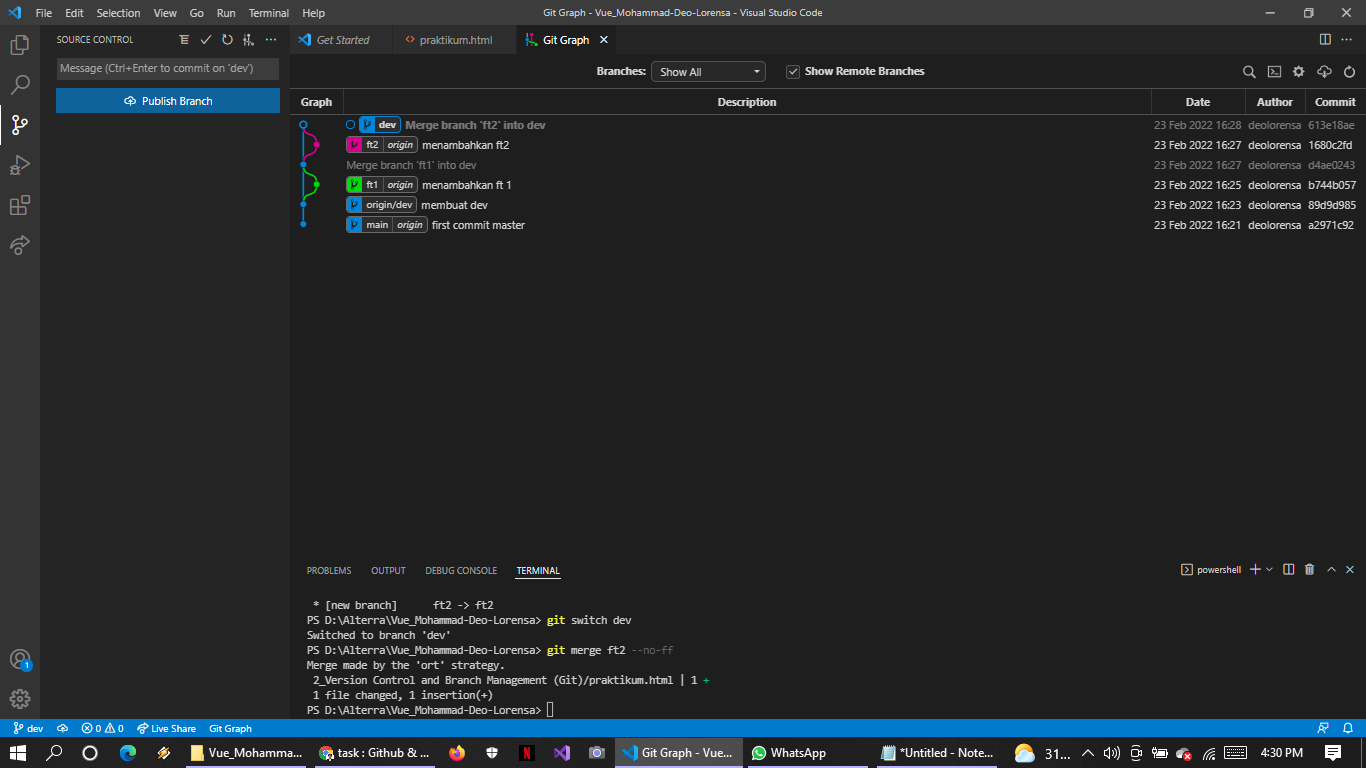 File Edit Selection View Go Run Terminal Help
Git Graph - Vue_Mohammad-Deo-Lorensa - Visual Studio Code
SOURCE CONTROL
Message (Ctrl+Enter to commit on 'dev')
Publish Branch
Get Started
praktikum.html
Git Graph
Branches: Show All Show Remote Branches
Graph Description Date Author Commit
dev Merge branch 'ft2' into dev 23 Feb 2022 16:28 deolorensa 613e18ae
ft2 origin menambahkan ft2 23 Feb 2022 16:27 deolorensa 1680c2fd
Merge branch 'ft1' into dev 23 Feb 2022 16:27 deolorensa d4ae0243
ft1 origin menambahkan ft 1 23 Feb 2022 16:25 deolorensa b744b057
origin/dev membuat dev 23 Feb 2022 16:23 deolorensa 89d9d985
main origin first commit master 23 Feb 2022 16:21 deolorensa a2971c92
PROBLEMS OUTPUT DEBUG CONSOLE TERMINAL
powershell
* [new branch] ft2 -> ft2
PS D:\Alterra\Vue_Mohammad-Deo-Lorensa> git switch dev
Switched to branch 'dev'
PS D:\Alterra\Vue_Mohammad-Deo-Lorensa> git merge ft2 --no-ff
Merge made by the 'ort' strategy.
2_Version Control and Branch Management (Git)/praktikum.html | 1 +
1 file changed, 1 insertion(+)
PS D:\Alterra\Vue_Mohammad-Deo-Lorensa>
1
dev 0 0 Live Share Git Graph
Vue_Mohamma...
task : Github & ...
N
Git Graph - Vue...
WhatsApp
*Untitled - Note...
31...
4:30 PM